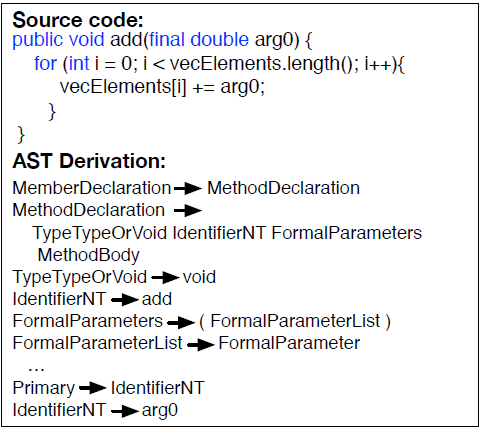 Source code:
public void add(final double arg0) {
for (int i = 0; i < vecElements.length(); i++){
vecElements[i] += arg0;
}
}
AST Derivation:
MemberDeclaration → MethodDeclaration
MethodDeclaration →
TypeTypeOrVoid IdentifierNT FormalParameters
MethodBody
TypeTypeOrVoid → void
IdentifierNT → add
FormalParameters → ( FormalParameterList )
FormalParameterList → FormalParameter
...
Primary → IdentifierNT
IdentifierNT → arg0